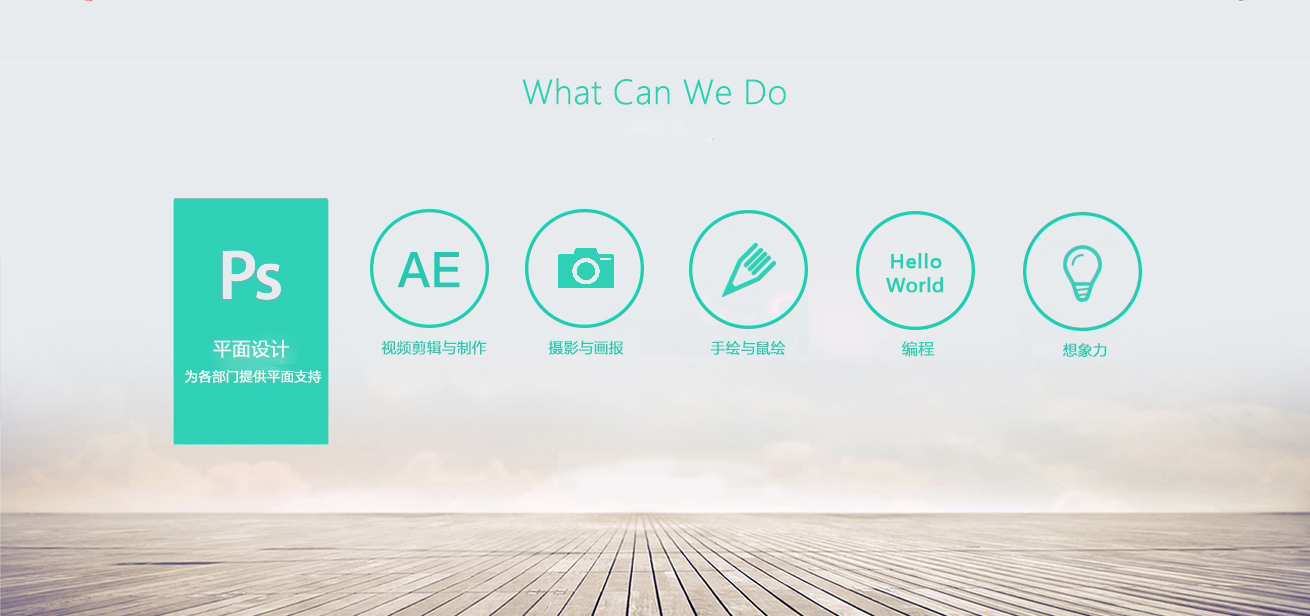 What Can We Do
Ps
平面设计
为各部门提供平面支持
AE
视频剪辑与制作
摄影与画报
手绘与鼠绘
Hello
World
编程
想象力